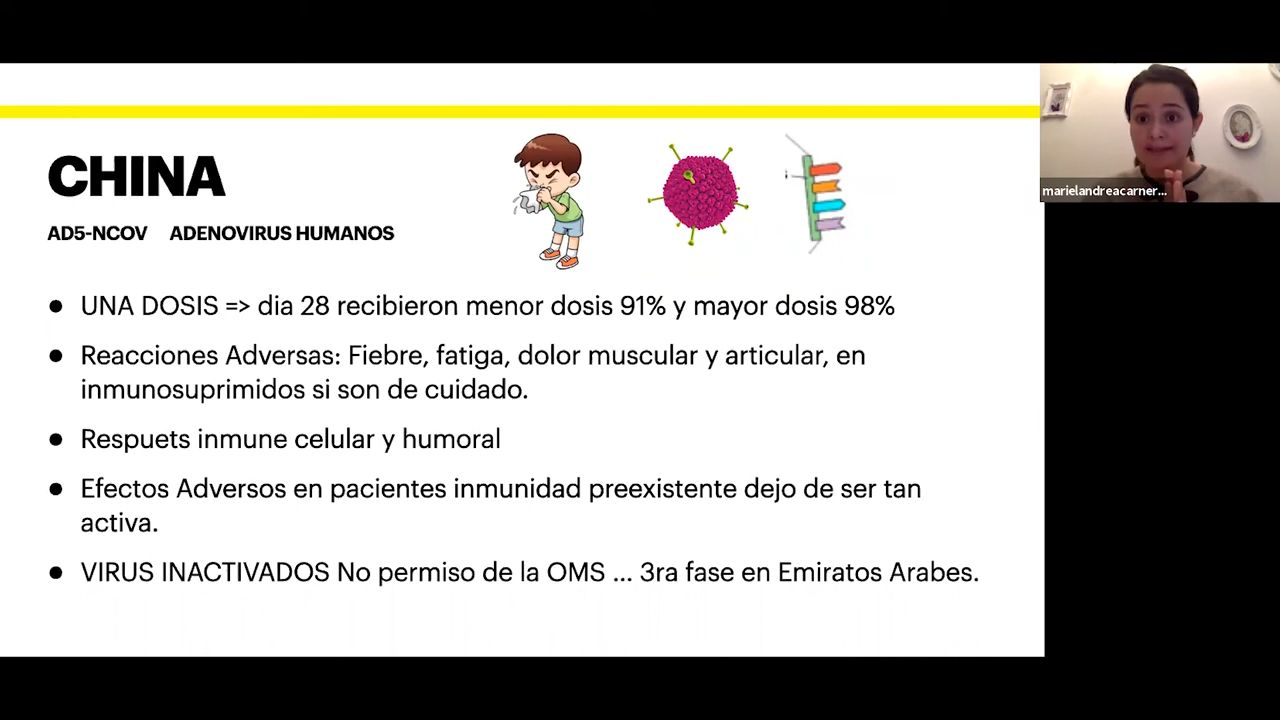 CHINA
AD5-NCOV ADENOVIRUS HUMANOS
marielandreacarner...
● UNA DOSIS => dia 28 recibieron menor dosis 91% y mayor dosis 98%
● Reacciones Adversas: Fiebre, fatiga, dolor muscular y articular, en
inmunosuprimidos si son de cuidado.
● Respuets inmune celular y humoral
● Efectos Adversos en pacientes inmunidad preexistente dejo de ser tan
activa.
● VIRUS INACTIVADOS No permiso de la OMS ... 3ra fase en Emiratos Arabes.